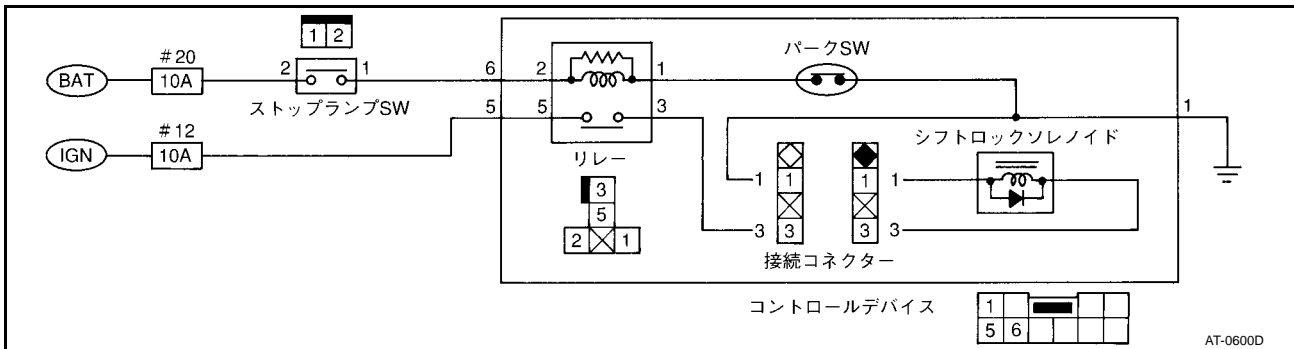 1 2
BAT
#20
10A
2 1
ストップランプSW
6 2 1
パークSW
IGN
#12
10A
5 5 3
リレー
3
5
2 1
シフトロックソレノイド
1
1 1 1 1
3 3 3 3
接続コネクター
コントロールデバイス
1
5 6
AT-0600D